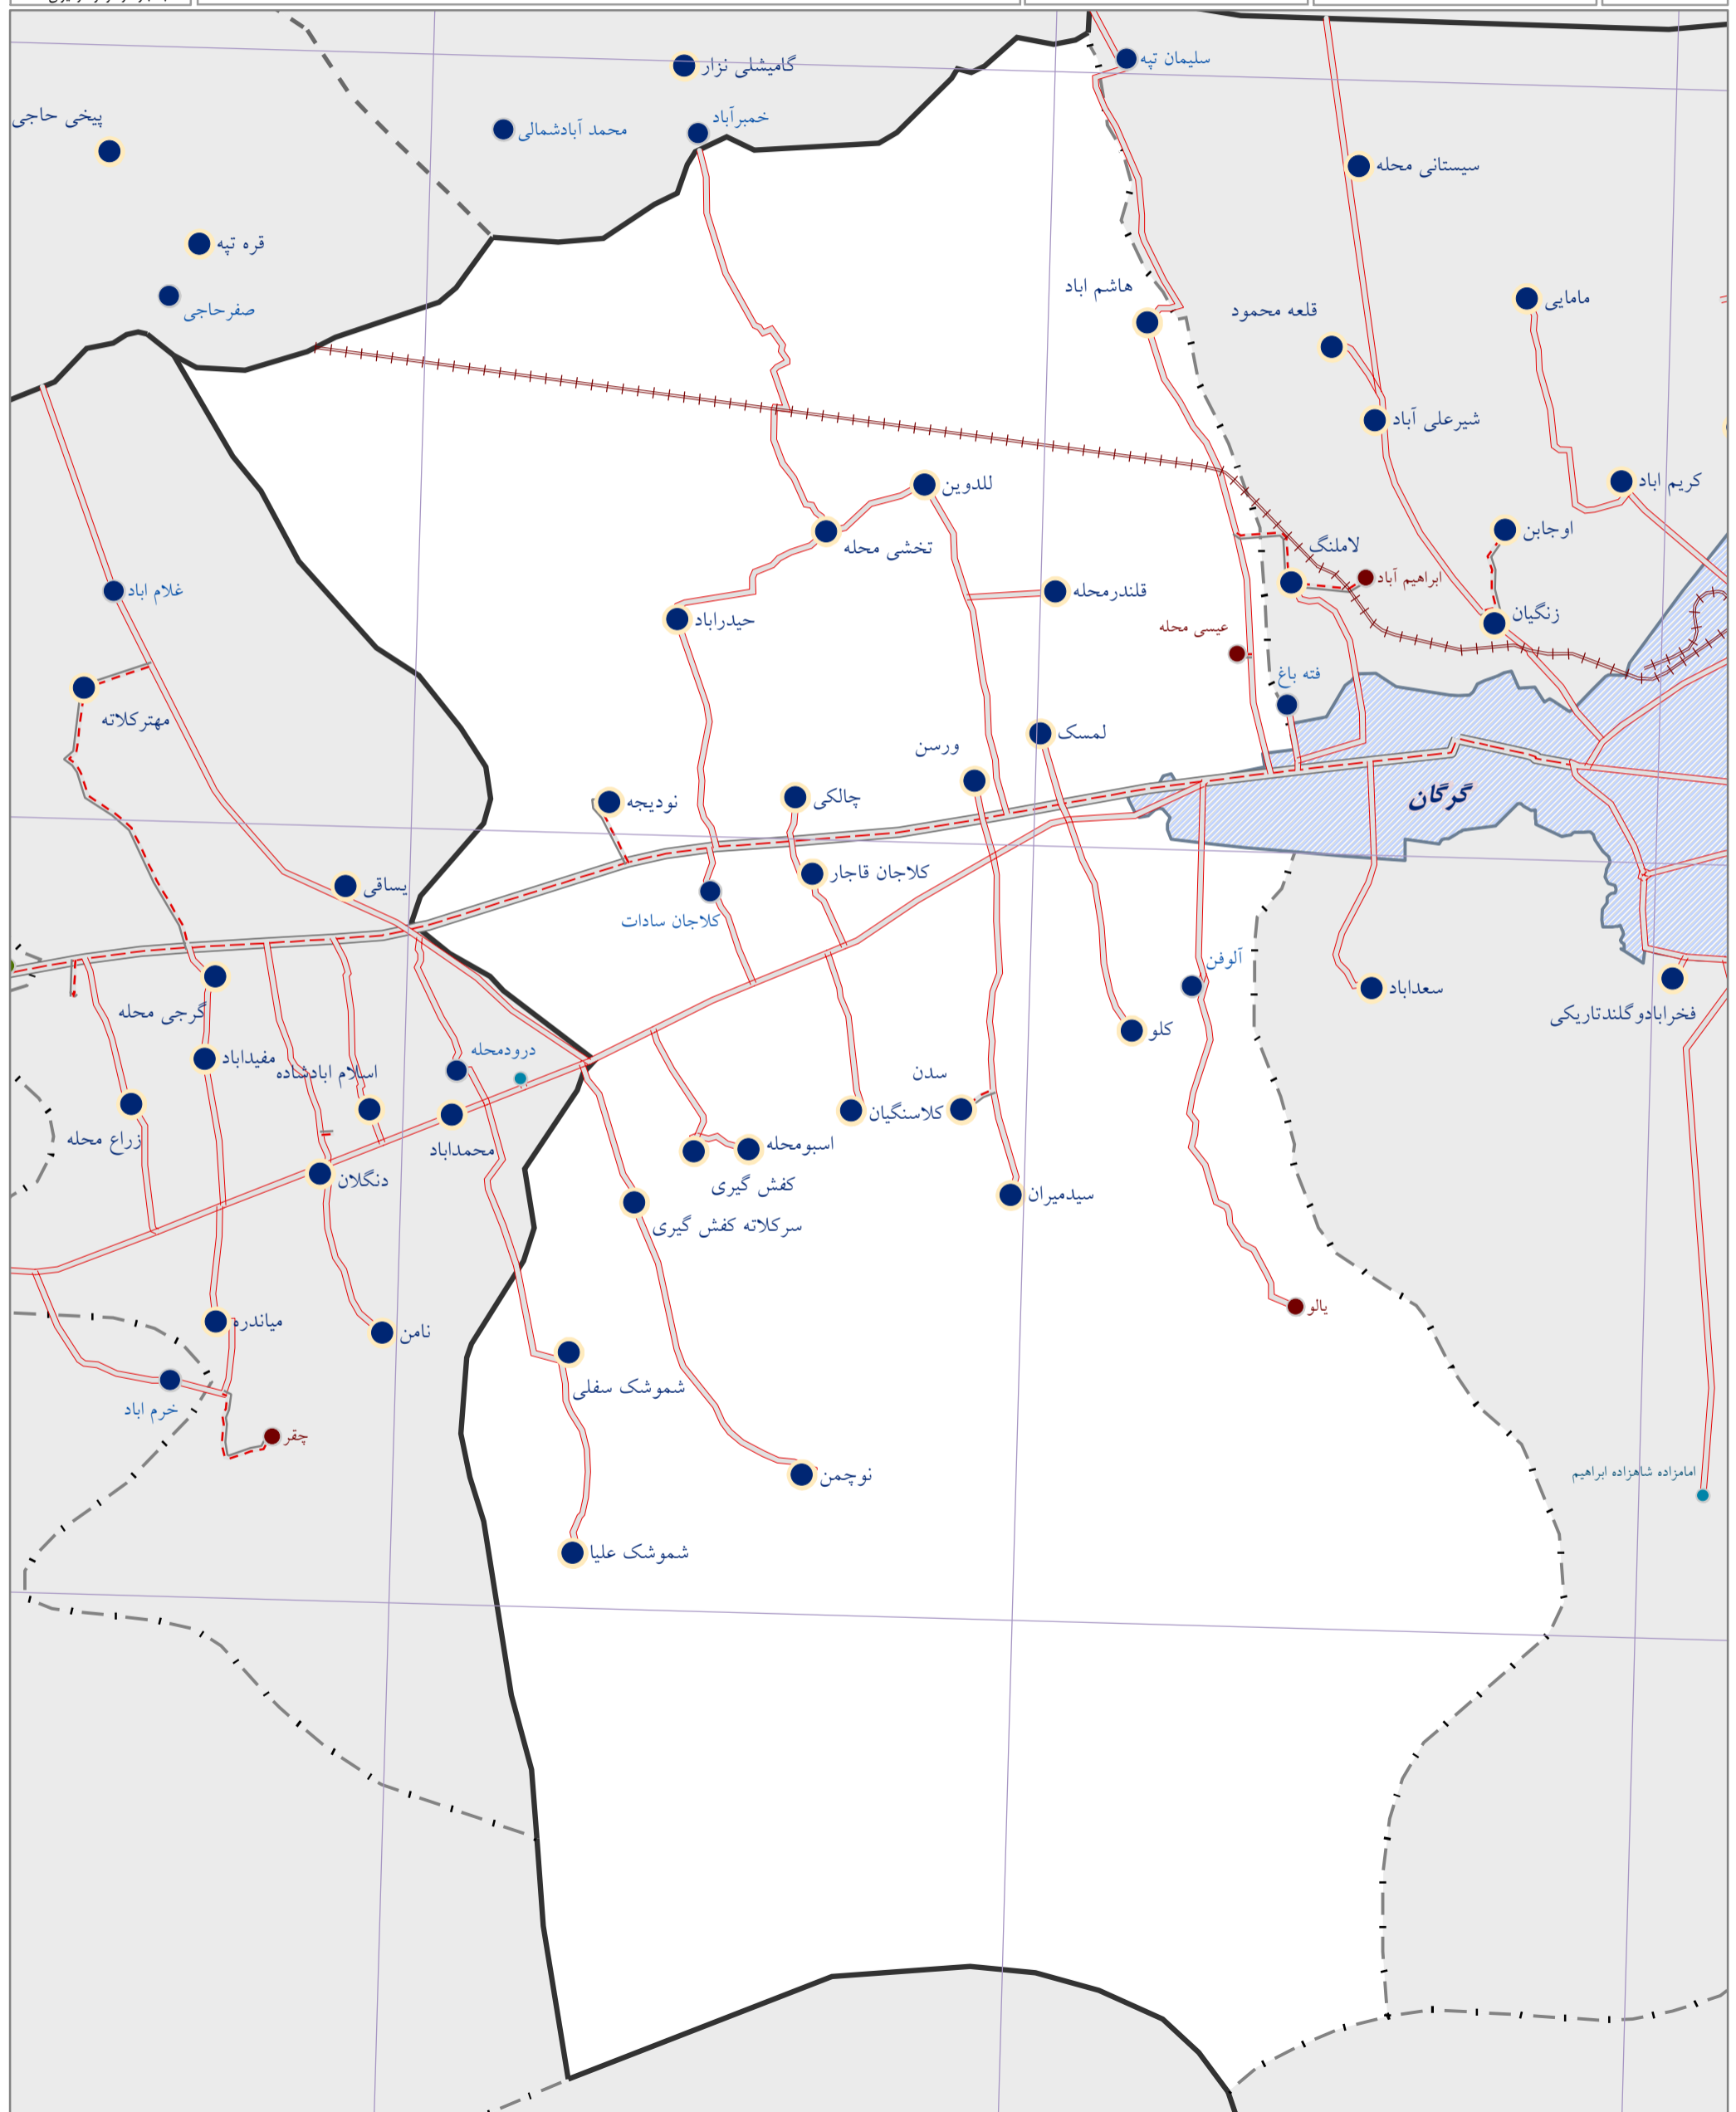 گامیشلی نزار
سلیمان تپه
پیخی حاجی
محمد آبادشمالی
خمبرآباد
سیستانی محله
قره تپه
صفرحاجی
هاشم اباد
قلعه محمود
مامایی
شیرعلی آباد
للدوین
کریم اباد
تخشی محله
اوجابن
لاملنگ
ابراهیم آباد
غلام اباد
قلندرمحله
حیدراباد
زنگیان
عیسی محله
فته باغ
مهترکلاته
لمسک
ورسن
نودیجه
چالکی
گرگان
یساقی
کلاجان قاجار
کلاجان سادات
آلوفن
سعداباد
گرجی محله
فخرابادوگلندتاریکی
کلو
مفیداباد
اسلام ابادشاده
درودمحله
سدن
زراع محله
محمداباد
کلاسنگیان
اسبومحله
دنگلان
کفش گیری
سیدمیران
سرکلاته کفش گیری
یالو
میاندره
نامن
شموشک سفلی
خرم اباد
چقر
نوچمن
امامزاده شاهزاده ابراهیم
شموشک علیا